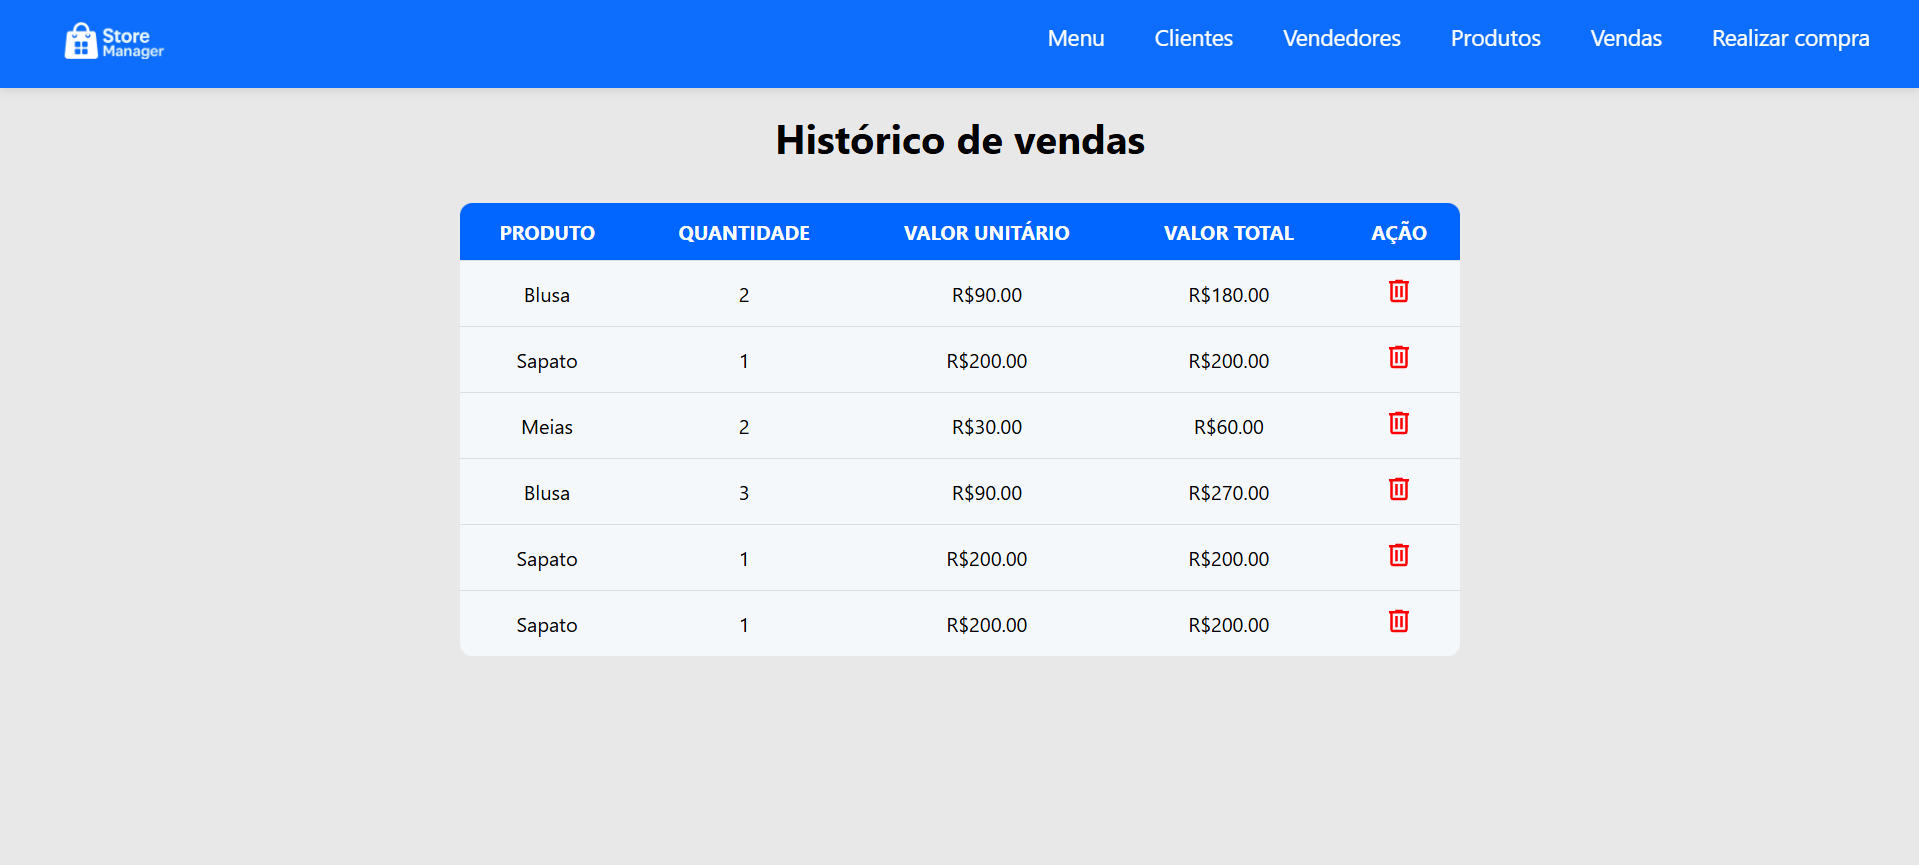 Store
Manager
Menu Clientes Vendedores Produtos Vendas Realizar compra
Histórico de vendas
PRODUTO QUANTIDADE VALOR UNITÁRIO VALOR TOTAL AÇÃO
Blusa 2 R$90.00 R$180.00
Sapato 1 R$200.00 R$200.00
Meias 2 R$30.00 R$60.00
Blusa 3 R$90.00 R$270.00
Sapato 1 R$200.00 R$200.00
Sapato 1 R$200.00 R$200.00